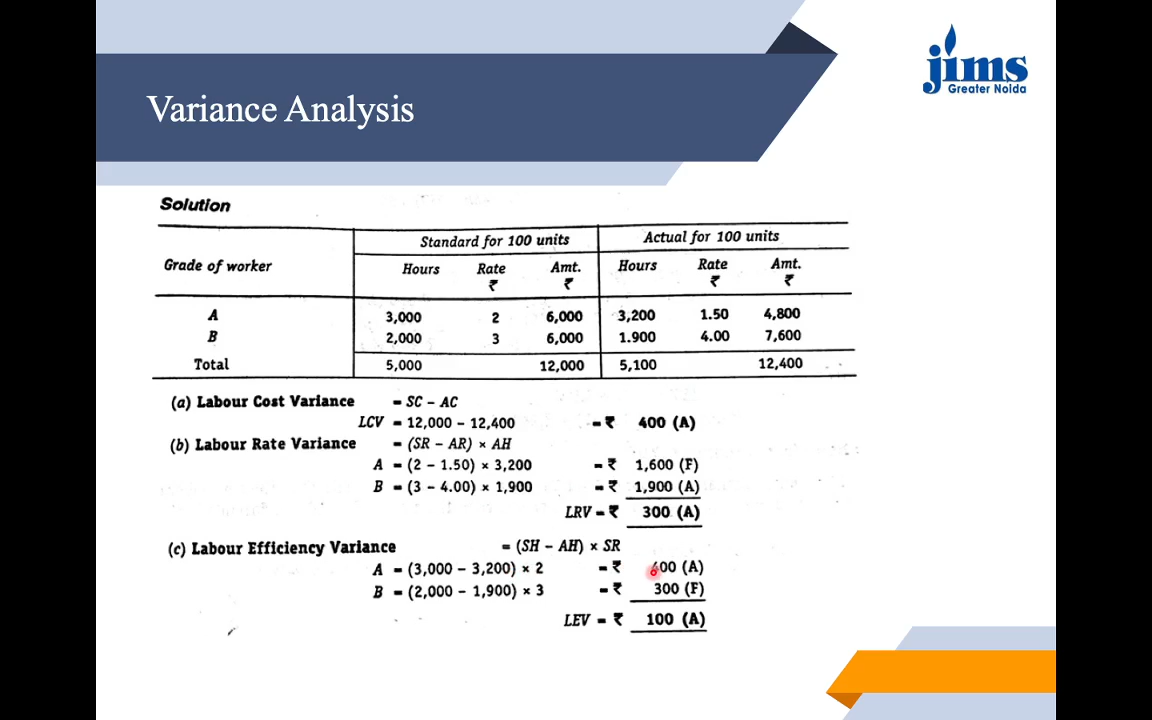 jims
Greater Noida
Variance Analysis
Solution
Grade of worker Standard for 100 units Actual for 100 units
Hours Rate Amt. Hours Rate Amt.
₹ ₹ ₹ ₹
A 3,000 2 6,000 3,200 1.50 4,800
B 2,000 3 6,000 1.900 4.00 7,600
Total 5,000 12,000 5,100 12,400
(a) Labour Cost Variance = SC – AC
LCV = 12,000 – 12,400 = ₹ 400 (A)
(b) Labour Rate Variance = (SR – AR) × AH
A = (2 – 1.50) × 3,200 = ₹ 1,600 (F)
B = (3 – 4.00) × 1,900 = ₹ 1,900 (A)
LRV = ₹ 300 (A)
(c) Labour Efficiency Variance = (SH – AH) × SR
A = (3,000 – 3,200) × 2 = ₹ 400 (A)
B = (2,000 – 1,900) × 3 = ₹ 300 (F)
LEV = ₹ 100 (A)